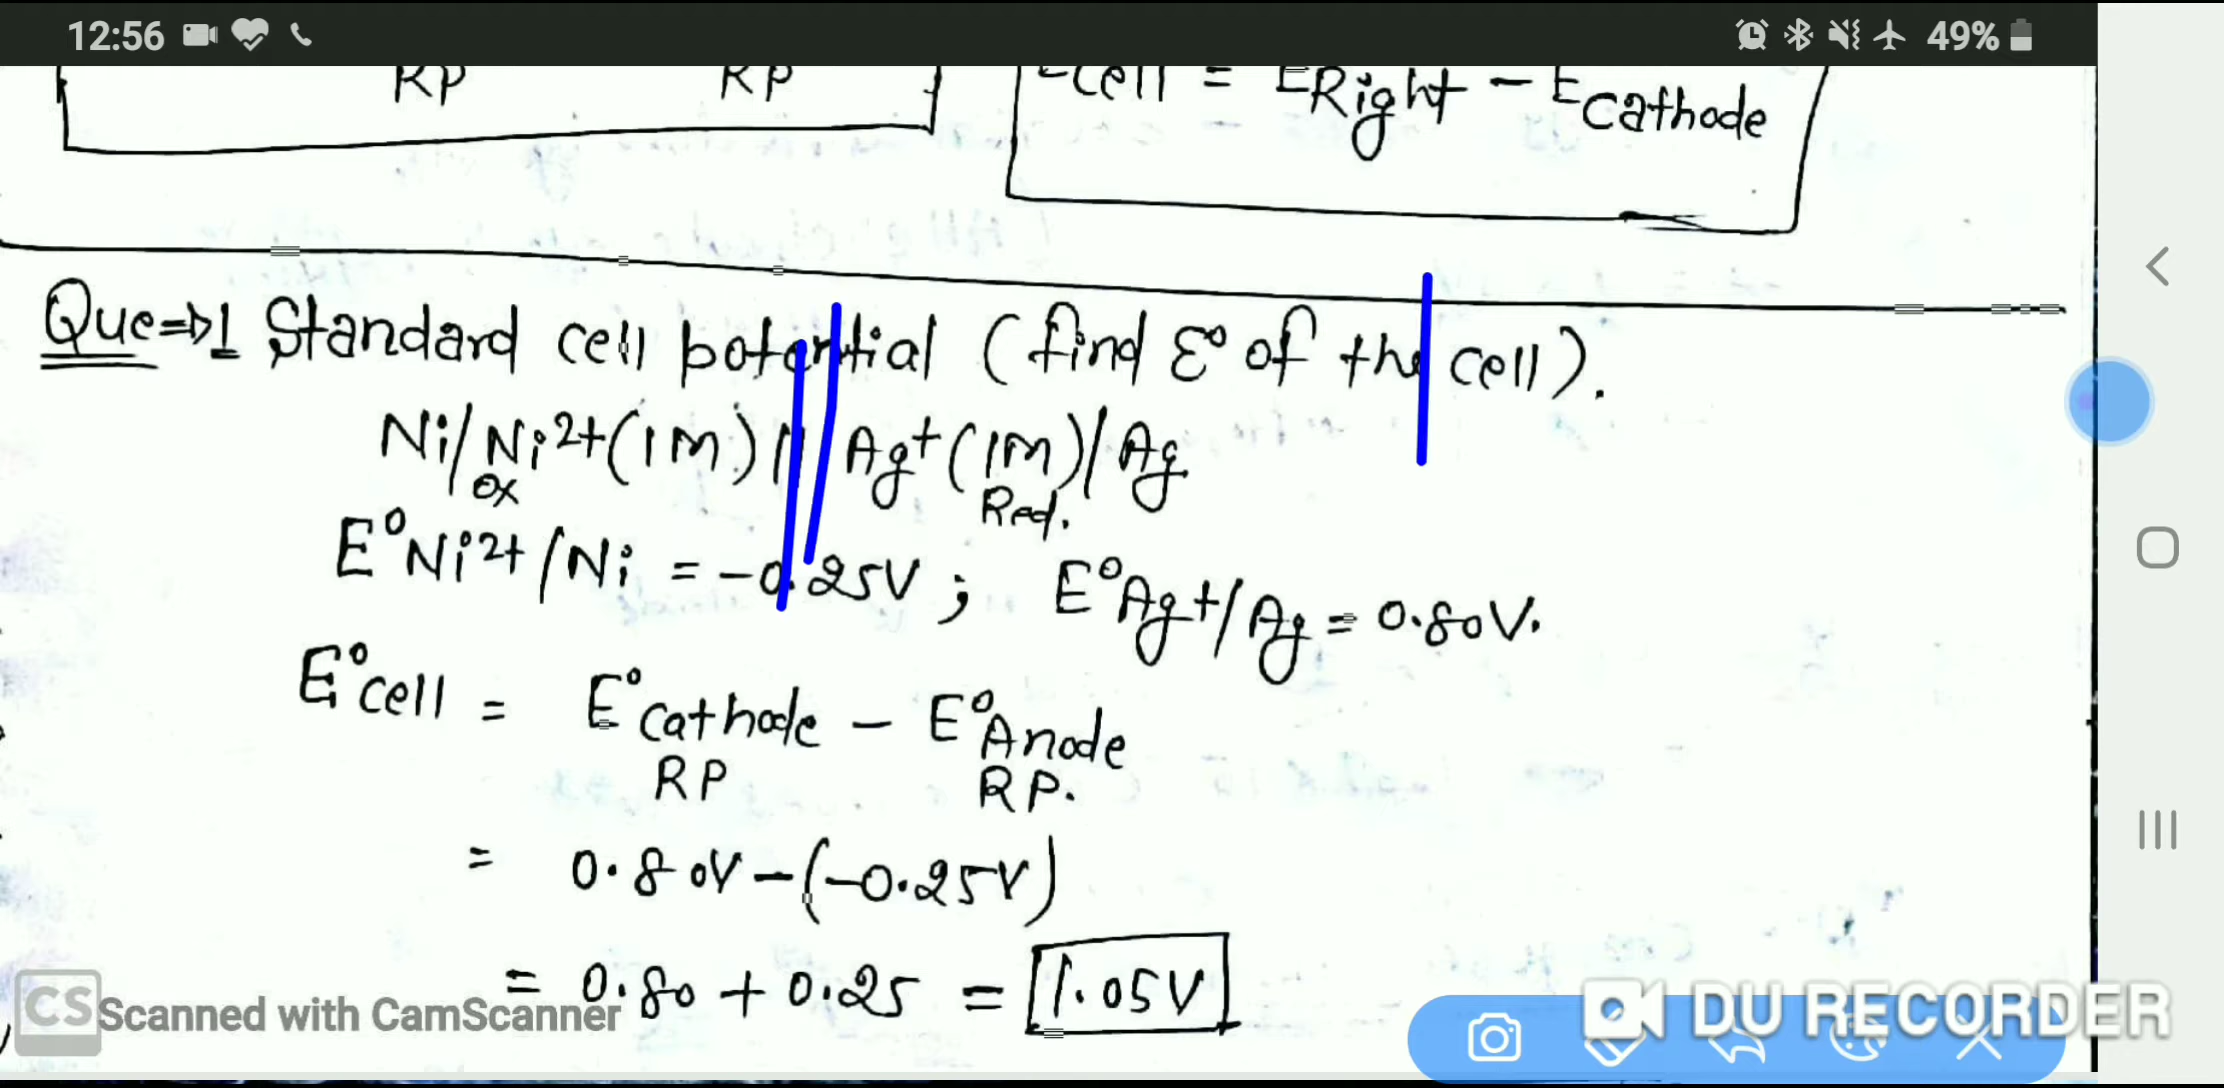 12:56 49%
RP RP
Ecell = ERight - Ecathode
Que⇒1 Standard cell potential (find ε° of the cell).
Ni/Ni²⁺(1M) || Ag⁺(1M)/Ag
ox Red.
E°Ni²⁺/Ni = -0.25V ; E°Ag⁺/Ag = 0.80V.
E°cell = E°cathode - E°Anode
RP RP.
= 0.80V-(-0.25V)
= 0.80 + 0.25 = 1.05V
CS Scanned with CamScanner
DU RECORDER